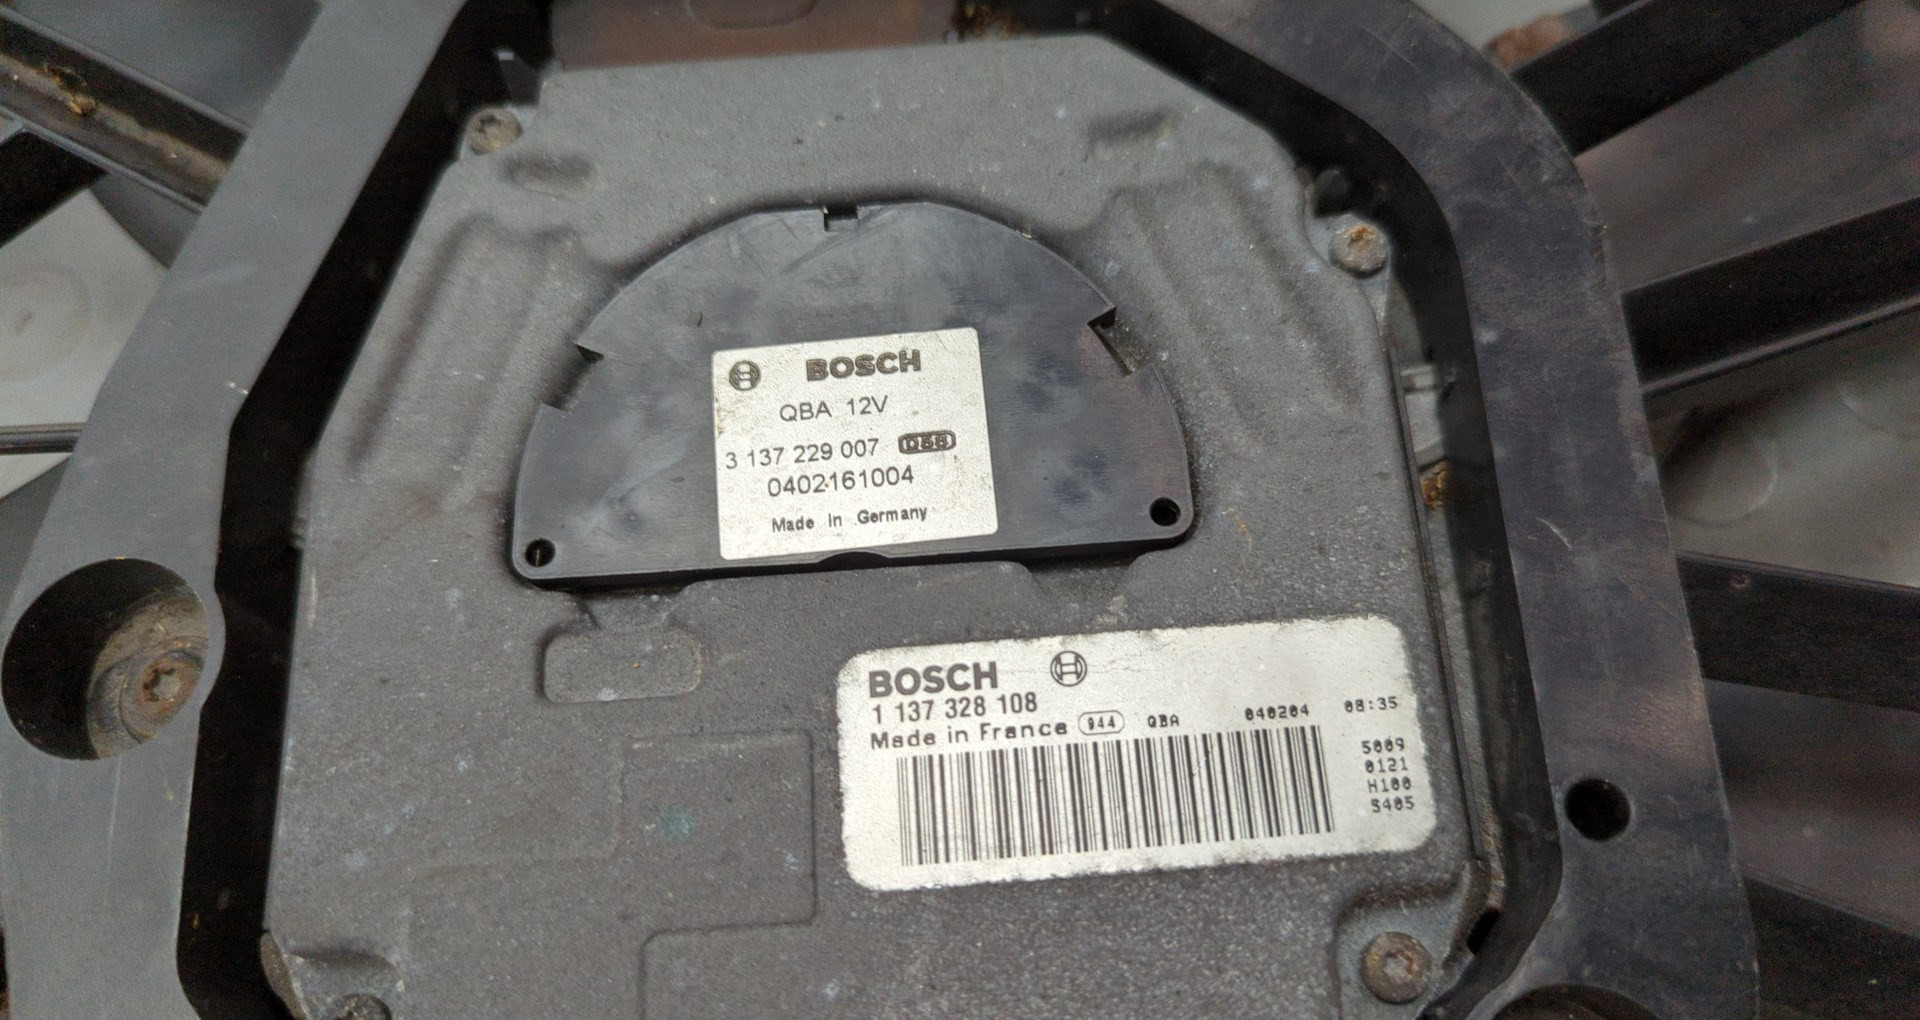 BOSCH
QBA 12V
3 137 229 007
0402161004
Made in Germany
BOSCH
1 137 328 108
Made in France 944 QBA 040204 08:35
5009
0121
H100
S405